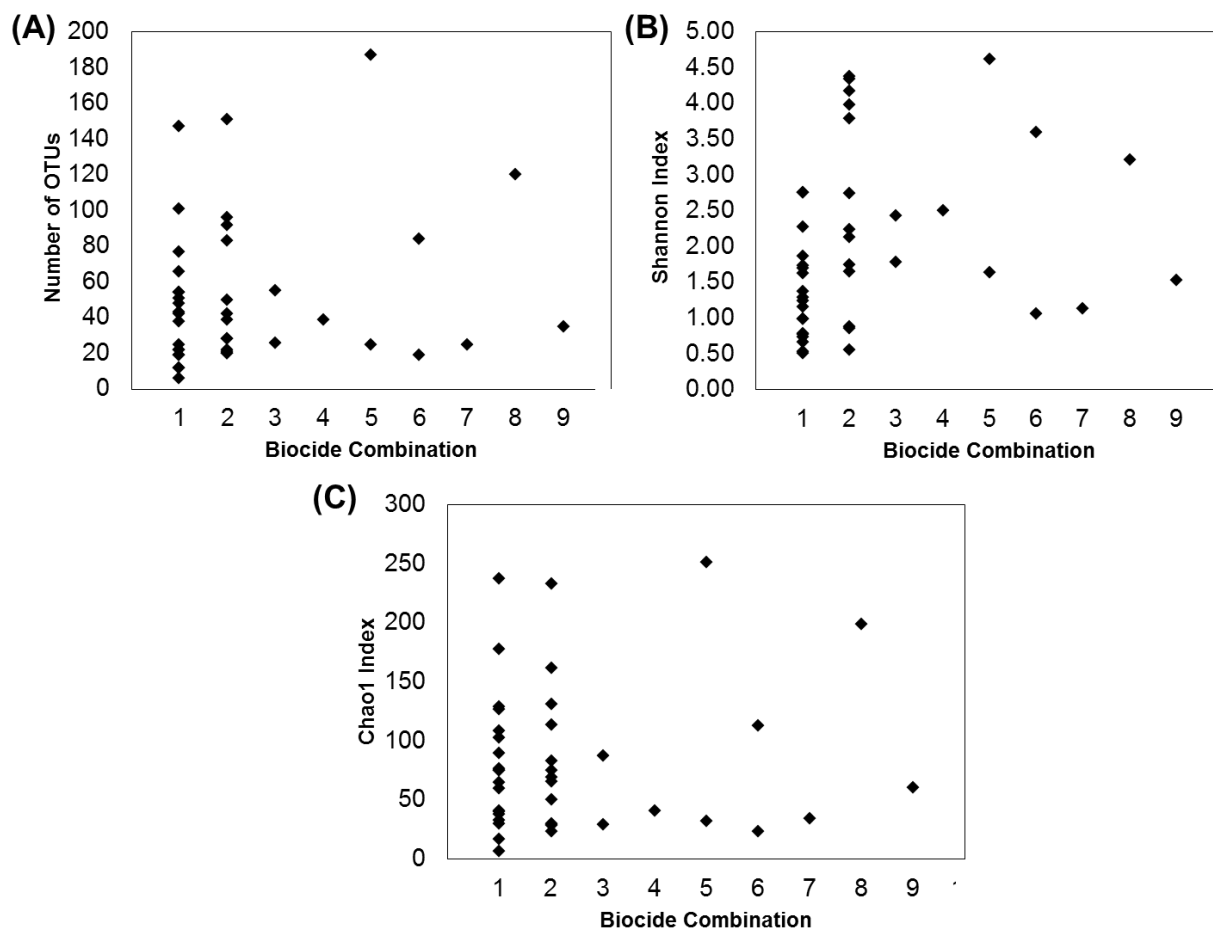 (A)
Number of OTUs
200
180
160
140
120
100
80
60
40
20
0
1 2 3 4 5 6 7 8 9
Biocide Combination
(B)
Shannon Index
5.00
4.50
4.00
3.50
3.00
2.50
2.00
1.50
1.00
0.50
0.00
1 2 3 4 5 6 7 8 9
Biocide Combination
(C)
Chao1 Index
300
250
200
150
100
50
0
1 2 3 4 5 6 7 8 9
Biocide Combination